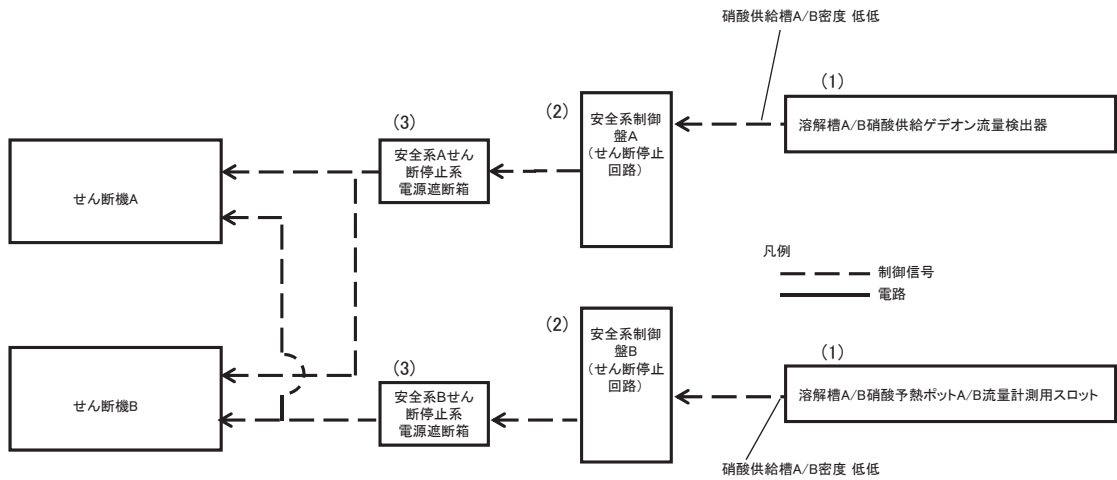 硝酸供給槽A/B密度 低低
(1)
溶解槽A/B硝酸供給ゲデオン流量検出器
(2)
安全系制御
盤A
(せん断停止
回路)
(3)
安全系Aせん
断停止系
電源遮断箱
せん断機A
凡例
制御信号
電路
(2)
安全系制御
盤B
(せん断停止
回路)
(1)
溶解槽A/B硝酸予熱ポットA/B流量計測用スロット
(3)
安全系Bせん
断停止系
電源遮断箱
せん断機B
硝酸供給槽A/B密度 低低